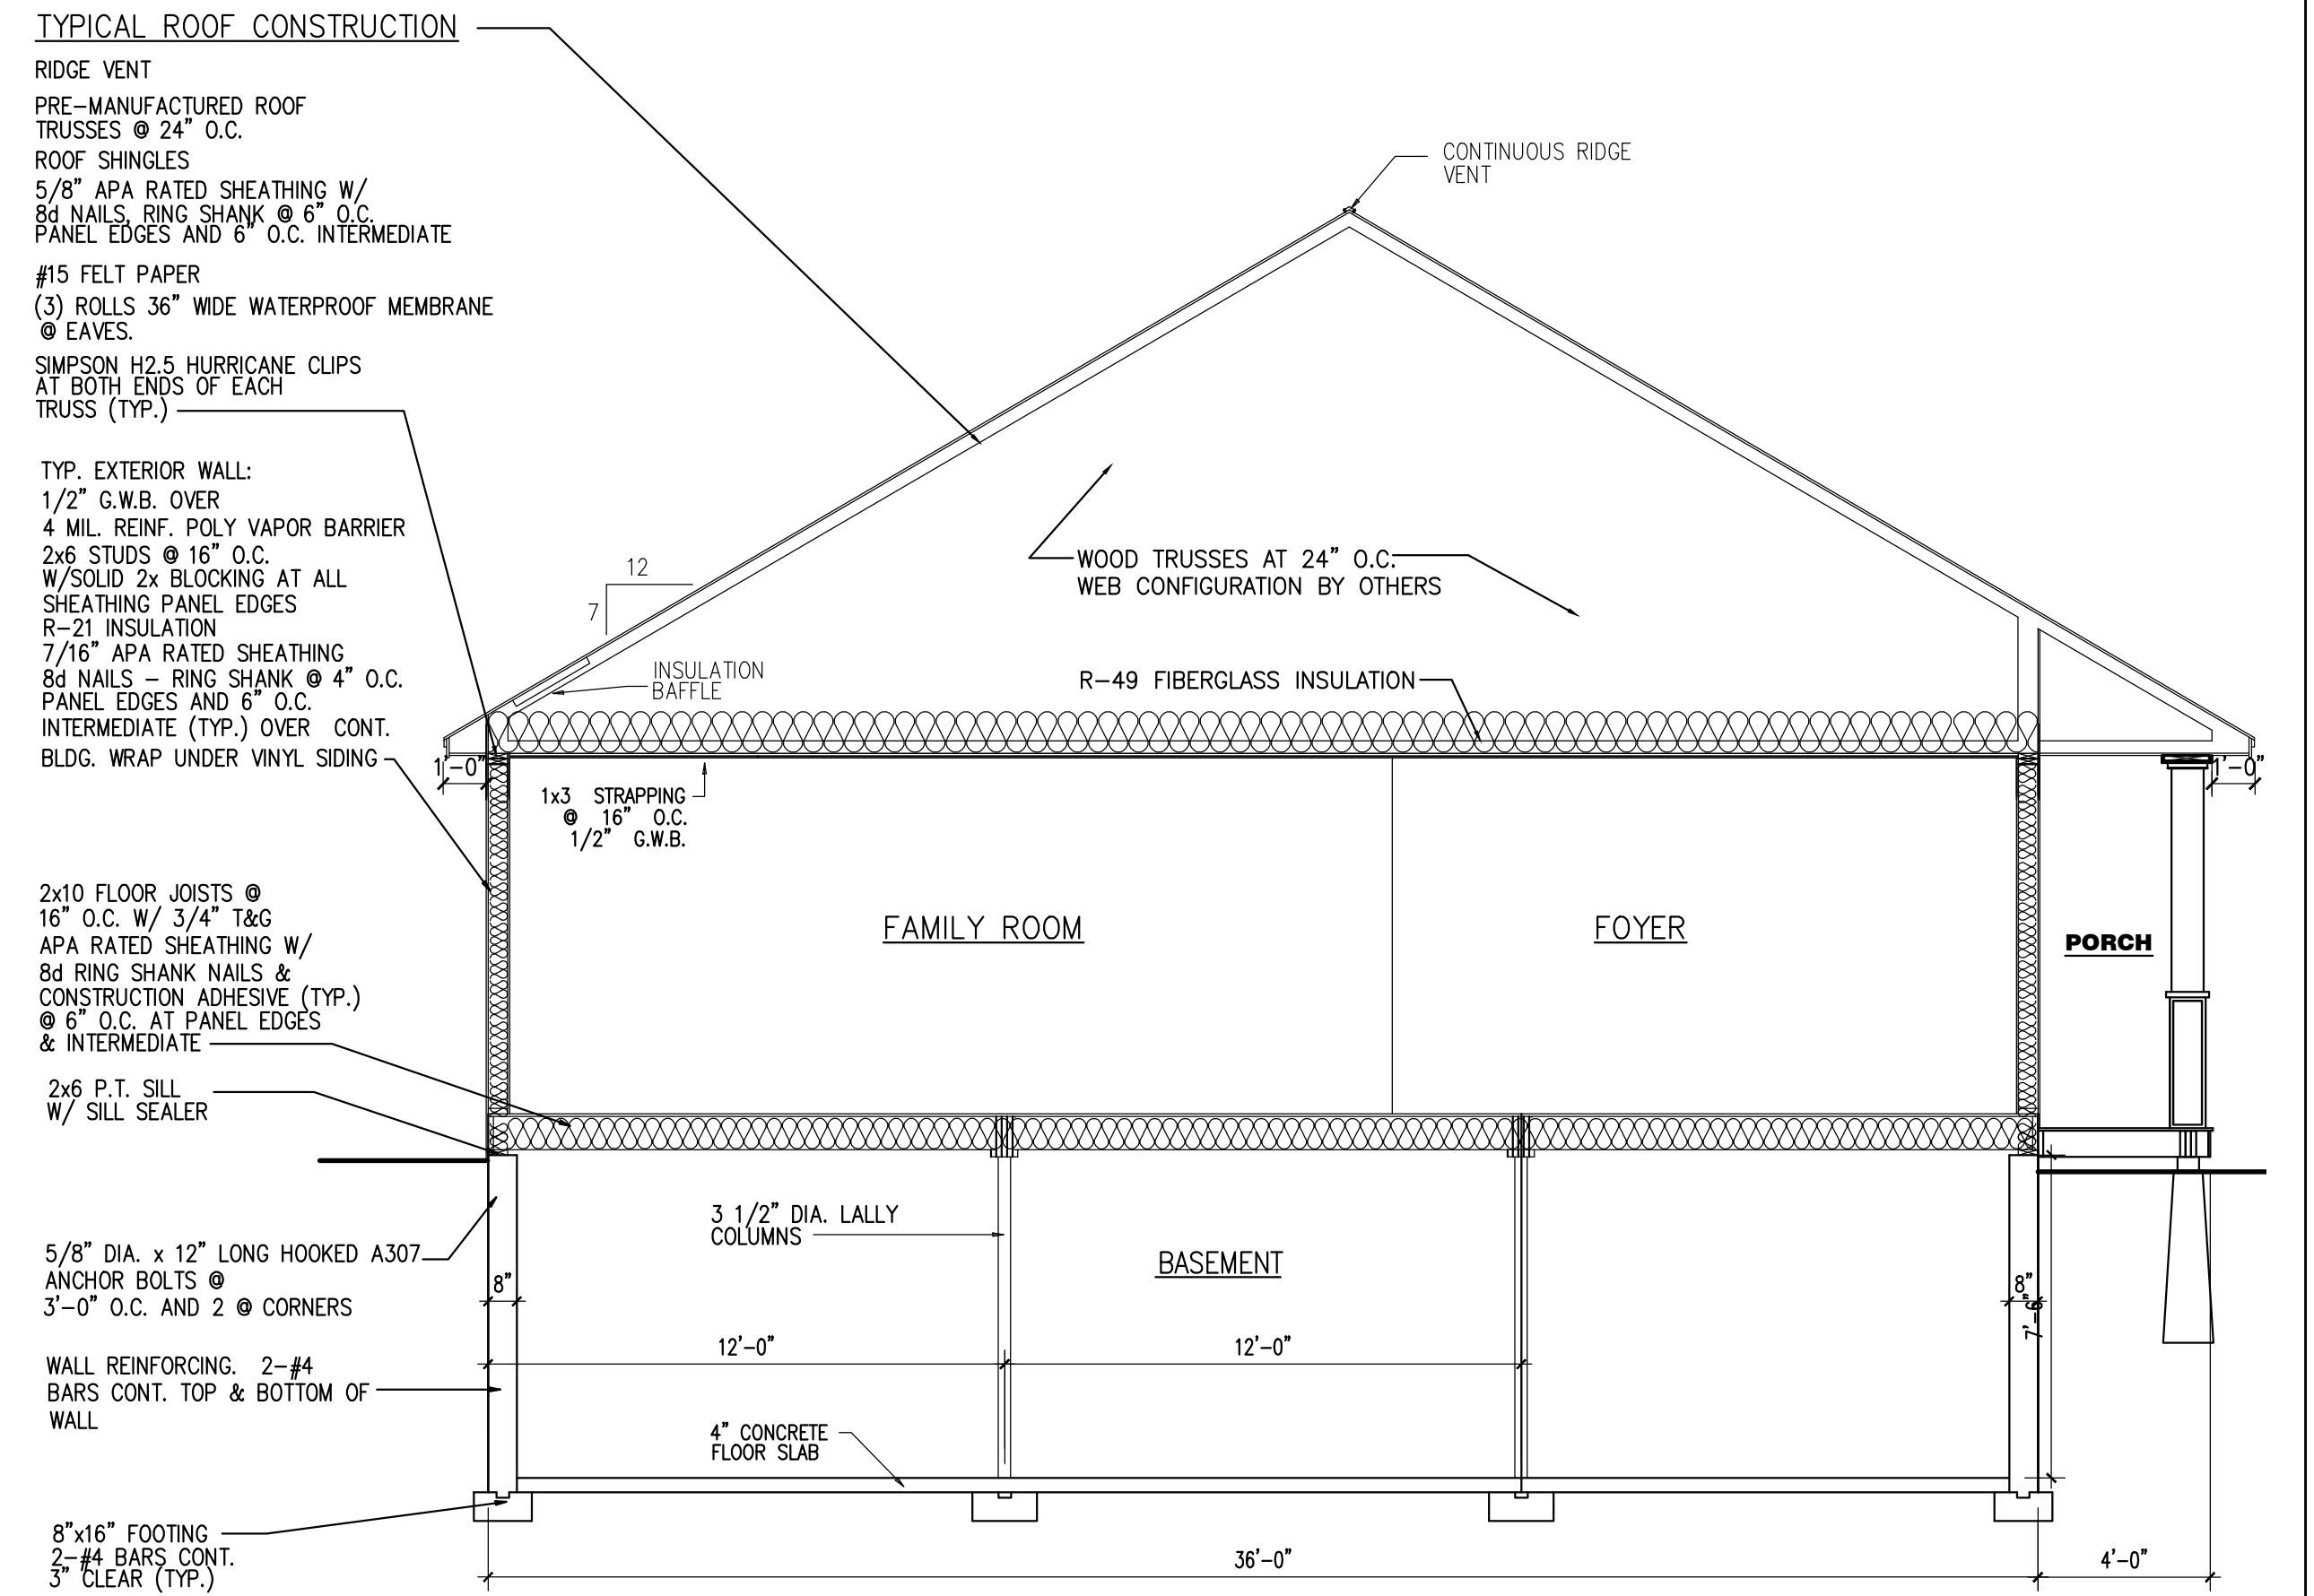 TYPICAL ROOF CONSTRUCTION
RIDGE VENT
PRE-MANUFACTURED ROOF
TRUSSES @ 24" O.C.
ROOF SHINGLES
5/8" APA RATED SHEATHING W/
8d NAILS, RING SHANK @ 6" O.C.
PANEL EDGES AND 6" O.C. INTERMEDIATE
#15 FELT PAPER
(3) ROLLS 36" WIDE WATERPROOF MEMBRANE
@ EAVES.
SIMPSON H2.5 HURRICANE CLIPS
AT BOTH ENDS OF EACH
TRUSS (TYP.)
TYP. EXTERIOR WALL:
1/2" G.W.B. OVER
4 MIL. REINF. POLY VAPOR BARRIER
2x6 STUDS @ 16" O.C.
W/SOLID 2x BLOCKING AT ALL
SHEATHING PANEL EDGES
R-21 INSULATION
7/16" APA RATED SHEATHING
8d NAILS - RING SHANK @ 4" O.C.
PANEL EDGES AND 6" O.C.
INTERMEDIATE (TYP.) OVER CONT.
BLDG. WRAP UNDER VINYL SIDING
2x10 FLOOR JOISTS @
16" O.C. W/ 3/4" T&G
APA RATED SHEATHING W/
8d RING SHANK NAILS &
CONSTRUCTION ADHESIVE (TYP.)
@ 6" O.C. AT PANEL EDGES
& INTERMEDIATE
2x6 P.T. SILL
W/ SILL SEALER
5/8" DIA. x 12" LONG HOOKED A307
ANCHOR BOLTS @
3'-0" O.C. AND 2 @ CORNERS
WALL REINFORCING. 2-#4
BARS CONT. TOP & BOTTOM OF
WALL
8"x16" FOOTING
2-#4 BARS CONT.
3" CLEAR (TYP.)
CONTINUOUS RIDGE
VENT
12
7
WOOD TRUSSES AT 24" O.C.
WEB CONFIGURATION BY OTHERS
INSULATION
BAFFLE
R-49 FIBERGLASS INSULATION
1'-0"
1'-0"
1x3 STRAPPING
@ 16" O.C.
1/2" G.W.B.
FAMILY ROOM
FOYER
PORCH
3 1/2" DIA. LALLY
COLUMNS
BASEMENT
8"
8"
7'-6"
12'-0"
12'-0"
4" CONCRETE
FLOOR SLAB
36'-0"
4'-0"